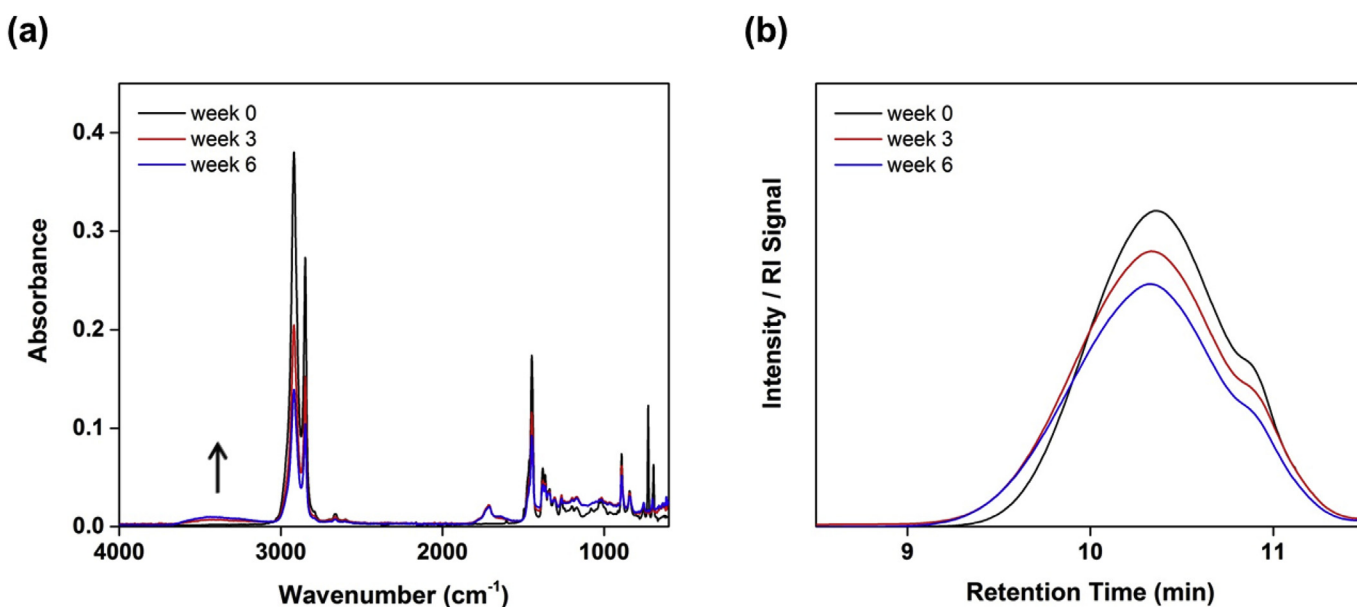 (a)
week 0
week 3
week 6
0.4
0.3
0.2
0.1
0.0
Absorbance
4000
3000
2000
1000
Wavenumber (cm⁻¹)
(b)
week 0
week 3
week 6
Intensity / RI Signal
9
10
11
Retention Time (min)